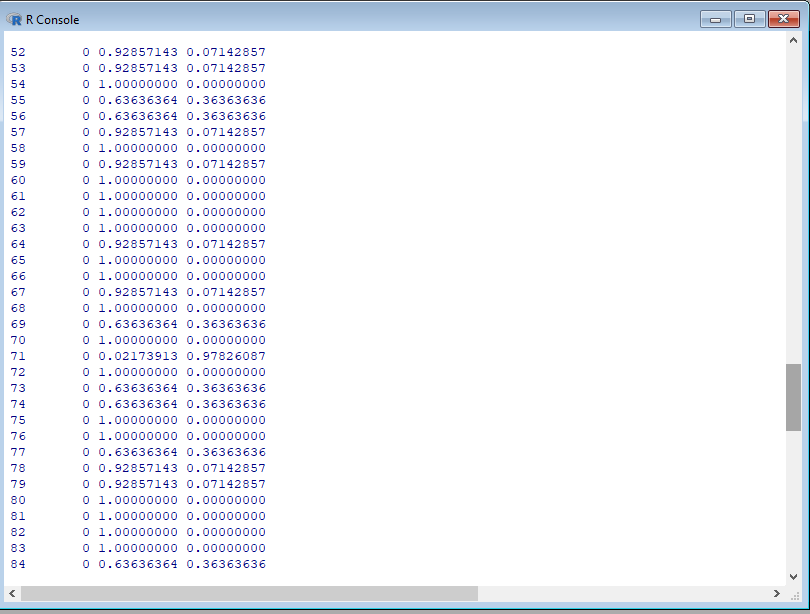 R Console
52 0 0.92857143 0.07142857
53 0 0.92857143 0.07142857
54 0 1.00000000 0.00000000
55 0 0.63636364 0.36363636
56 0 0.63636364 0.36363636
57 0 0.92857143 0.07142857
58 0 1.00000000 0.00000000
59 0 0.92857143 0.07142857
60 0 1.00000000 0.00000000
61 0 1.00000000 0.00000000
62 0 1.00000000 0.00000000
63 0 1.00000000 0.00000000
64 0 0.92857143 0.07142857
65 0 1.00000000 0.00000000
66 0 1.00000000 0.00000000
67 0 0.92857143 0.07142857
68 0 1.00000000 0.00000000
69 0 0.63636364 0.36363636
70 0 1.00000000 0.00000000
71 0 0.02173913 0.97826087
72 0 1.00000000 0.00000000
73 0 0.63636364 0.36363636
74 0 0.63636364 0.36363636
75 0 1.00000000 0.00000000
76 0 1.00000000 0.00000000
77 0 0.63636364 0.36363636
78 0 0.92857143 0.07142857
79 0 0.92857143 0.07142857
80 0 1.00000000 0.00000000
81 0 1.00000000 0.00000000
82 0 1.00000000 0.00000000
83 0 1.00000000 0.00000000
84 0 0.63636364 0.36363636